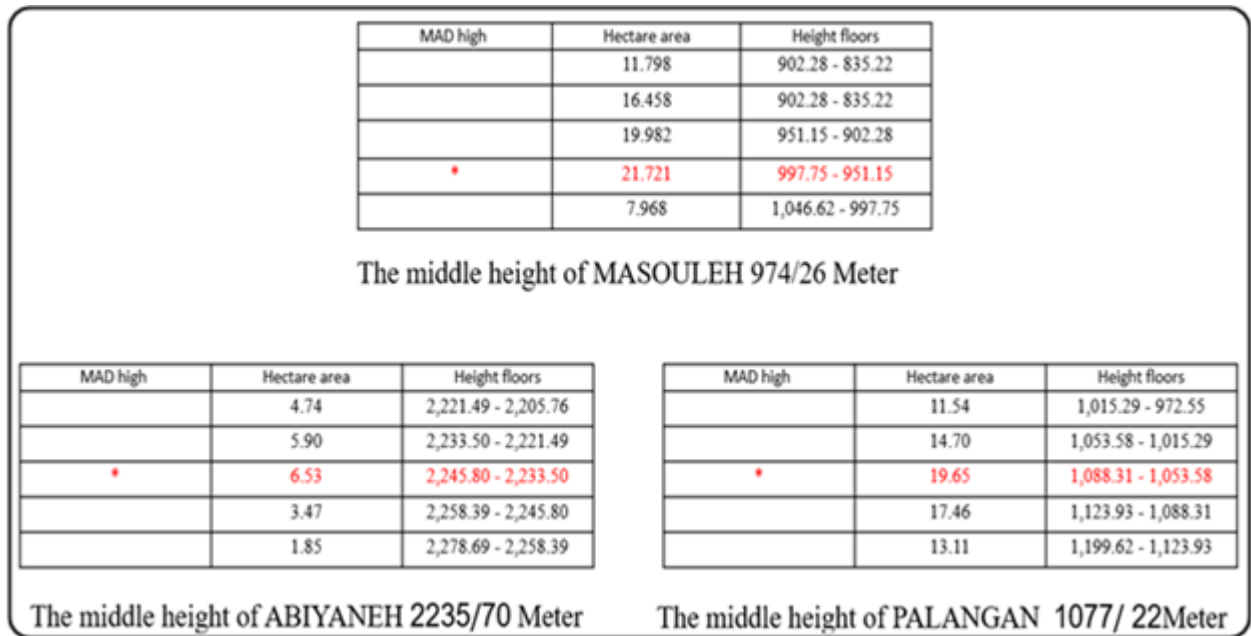 MAD high Hectare area Height floors
11.798 902.28 - 835.22
16.458 902.28 - 835.22
19.982 951.15 - 902.28
* 21.721 997.75 - 951.15
7.968 1,046.62 - 997.75
The middle height of MASOULEH 974/26 Meter
MAD high Hectare area Height floors
4.74 2,221.49 - 2,205.76
5.90 2,233.50 - 2,221.49
* 6.53 2,245.80 - 2,233.50
3.47 2,258.39 - 2,245.80
1.85 2,278.69 - 2,258.39
The middle height of ABIYANEH 2235/70 Meter
MAD high Hectare area Height floors
11.54 1,015.29 - 972.55
14.70 1,053.58 - 1,015.29
* 19.65 1,088.31 - 1,053.58
17.46 1,123.93 - 1,088.31
13.11 1,199.62 - 1,123.93
The middle height of PALANGAN 1077/ 22Meter